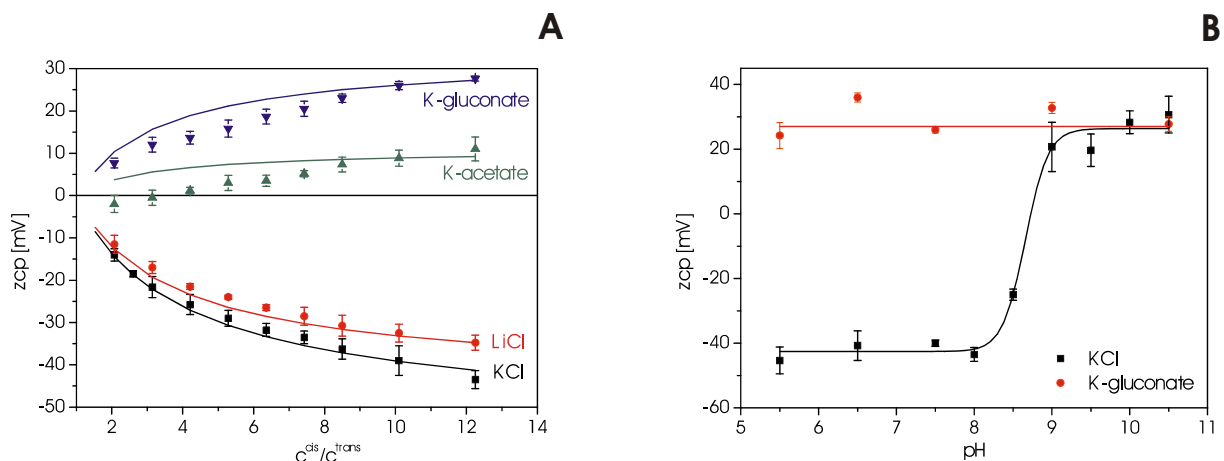 A
30
20
10
0
-10
-20
-30
-40
-50
zcp [mV]
K-gluconate
K-acetate
LiCl
KCl
2 4 6 8 10 12 14
c^cis/c^trans
B
40
20
0
-20
-40
-60
zcp [mV]
KCl
K-gluconate
5 6 7 8 9 10 11
pH